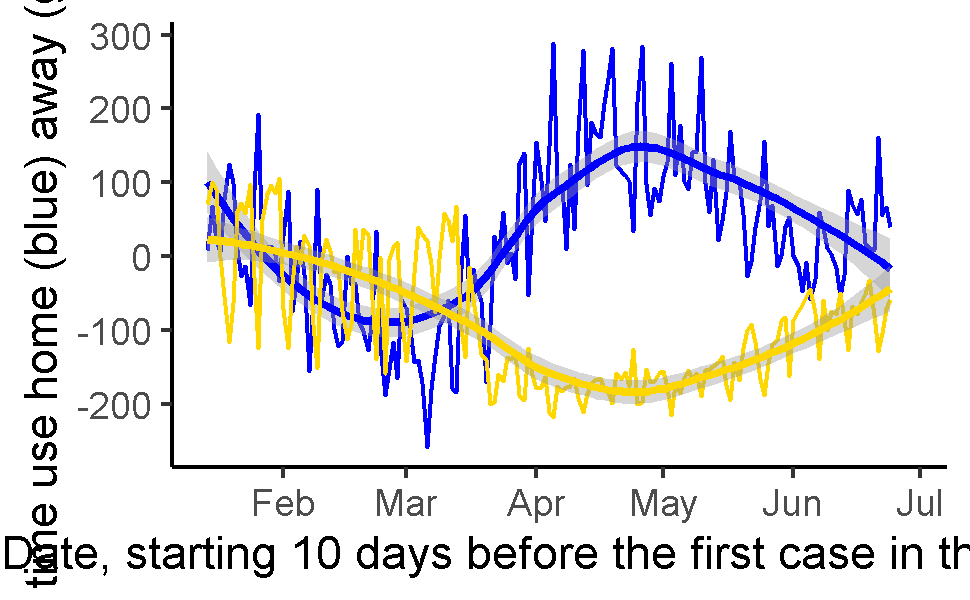 time use home (blue) away (
300
200
100
0
-100
-200
Feb Mar Apr May Jun Jul
Date, starting 10 days before the first case in th